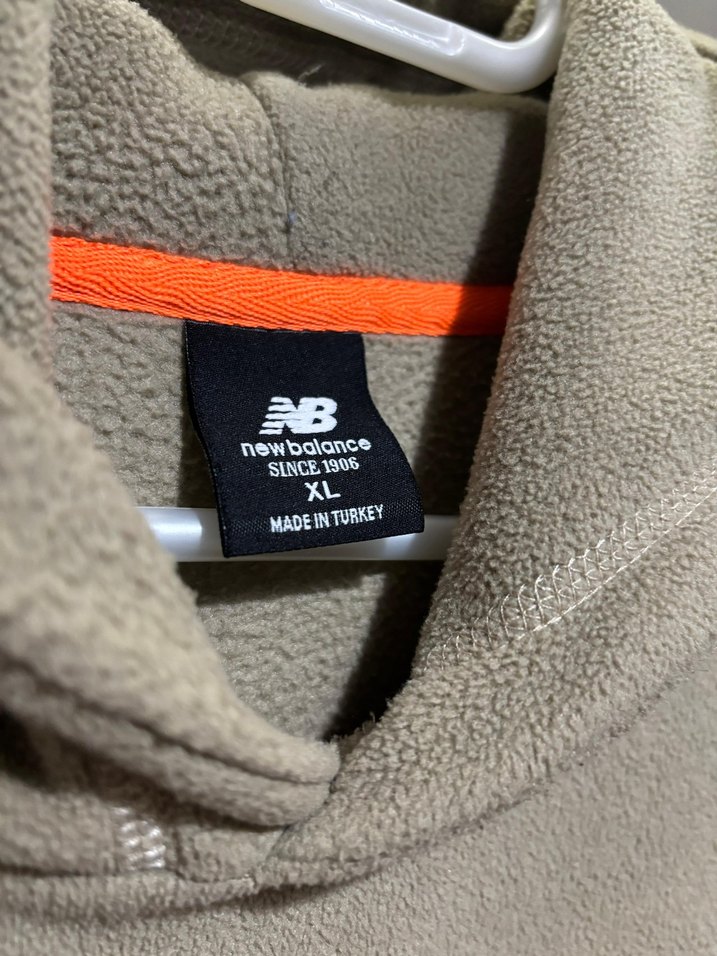 NB
new balance
SINCE 1906
XL
MADE IN TURKEY